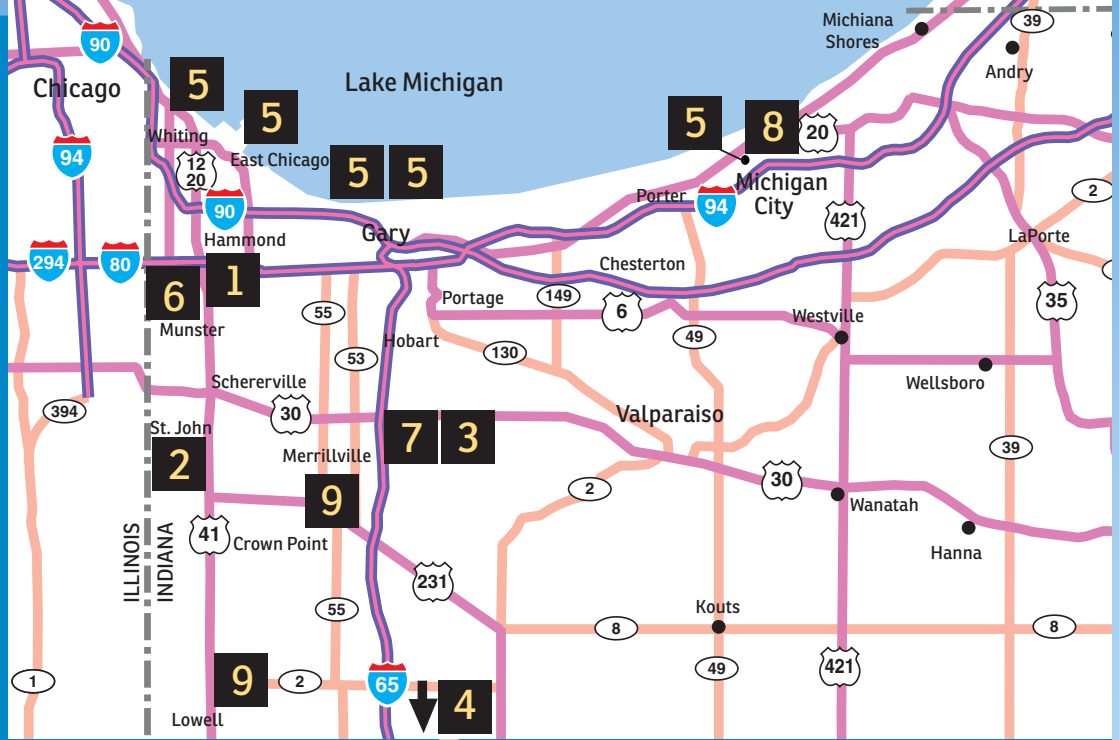 Michiana
Shores
39
90
Andry
Lake Michigan
Chicago
5
5
5
8
20
Whiting
94
12
20
East Chicago
5
5
Michigan
City
2
Porter
94
90
421
Gary
LaPorte
Hammond
294
80
Chesterton
1
6
149
Portage
6
35
55
Munster
Westville
49
Hobart
130
53
Wellsboro
Schererville
394
30
Valparaiso
St. John
7
3
Merrillville
39
2
30
2
9
Wanatah
41
Crown Point
ILLINOIS
INDIANA
Hanna
231
55
Kouts
8
8
49
421
1
9
2
65
4
Lowell